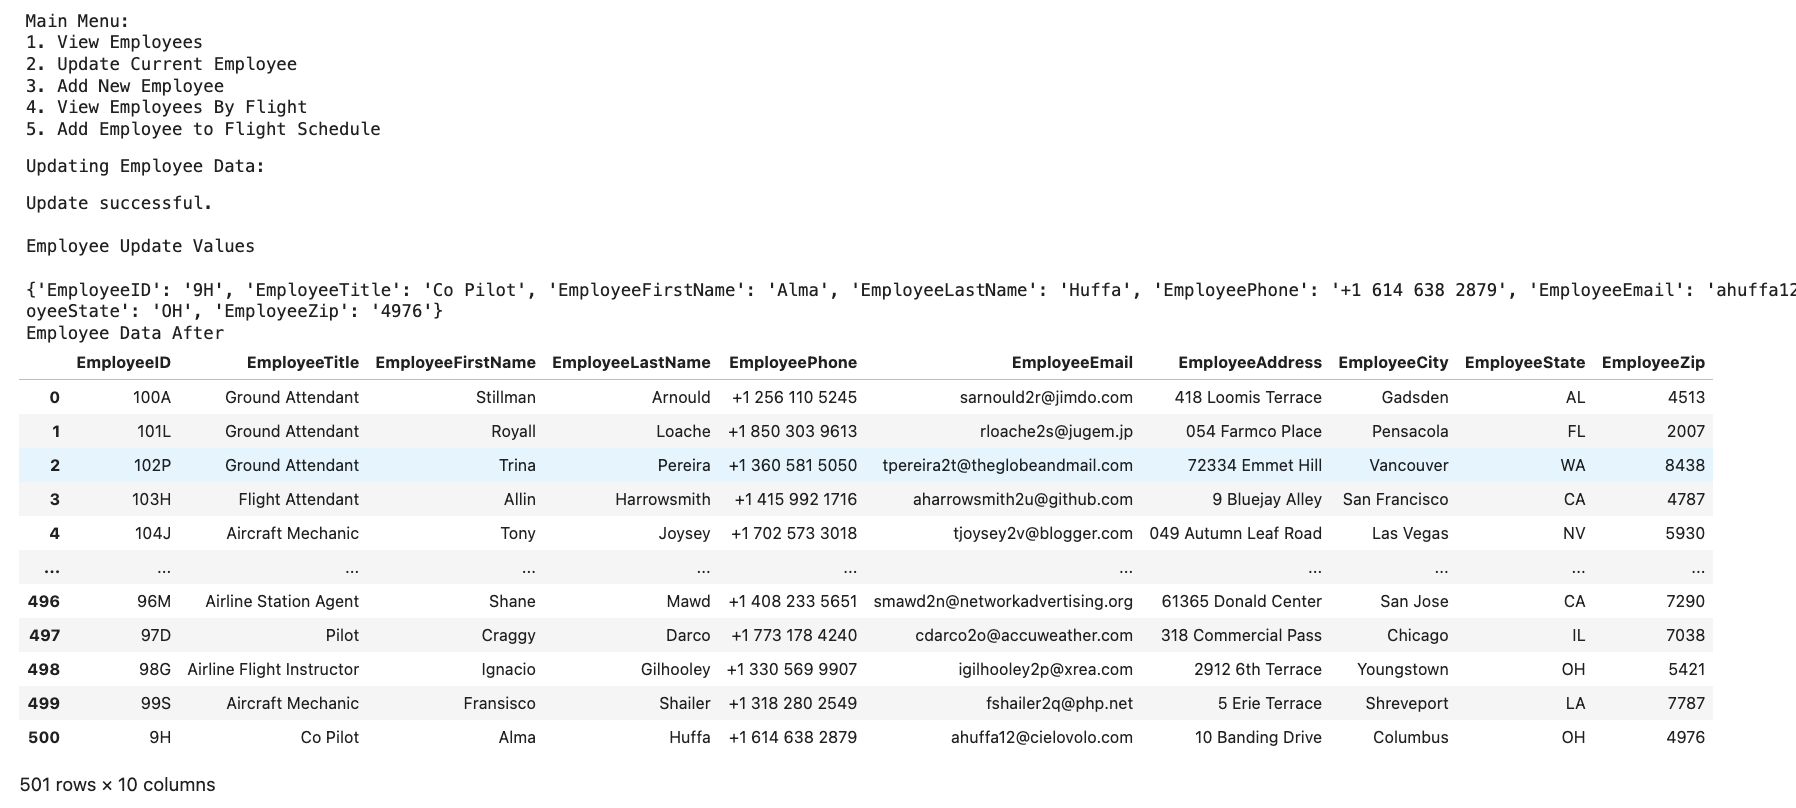 Main Menu:
1. View Employees
2. Update Current Employee
3. Add New Employee
4. View Employees By Flight
5. Add Employee to Flight Schedule
Updating Employee Data:
Update successful.
Employee Update Values
{'EmployeeID': '9H', 'EmployeeTitle': 'Co Pilot', 'EmployeeFirstName': 'Alma', 'EmployeeLastName': 'Huffa', 'EmployeePhone': '+1 614 638 2879', 'EmployeeEmail': 'ahuffa12
oyeeState': 'OH', 'EmployeeZip': '4976'}
Employee Data After
EmployeeID EmployeeTitle EmployeeFirstName EmployeeLastName EmployeePhone EmployeeEmail EmployeeAddress EmployeeCity EmployeeState EmployeeZip
0 100A Ground Attendant Stillman Arnould +1 256 110 5245 sarnould2r@jimdo.com 418 Loomis Terrace Gadsden AL 4513
1 101L Ground Attendant Royall Loache +1 850 303 9613 rloache2s@jugem.jp 054 Farmco Place Pensacola FL 2007
2 102P Ground Attendant Trina Pereira +1 360 581 5050 tpereira2t@theglobeandmail.com 72334 Emmet Hill Vancouver WA 8438
3 103H Flight Attendant Allin Harrowsmith +1 415 992 1716 aharrowsmith2u@github.com 9 Bluejay Alley San Francisco CA 4787
4 104J Aircraft Mechanic Tony Joysey +1 702 573 3018 tjoysey2v@blogger.com 049 Autumn Leaf Road Las Vegas NV 5930
... ... ... ... ... ... ... ... ... ... ...
496 96M Airline Station Agent Shane Mawd +1 408 233 5651 smawd2n@networkadvertising.org 61365 Donald Center San Jose CA 7290
497 97D Pilot Craggy Darco +1 773 178 4240 cdarco2o@accuweather.com 318 Commercial Pass Chicago IL 7038
498 98G Airline Flight Instructor Ignacio Gilhooley +1 330 569 9907 igilhooley2p@xrea.com 2912 6th Terrace Youngstown OH 5421
499 99S Aircraft Mechanic Fransisco Shailer +1 318 280 2549 fshailer2q@php.net 5 Erie Terrace Shreveport LA 7787
500 9H Co Pilot Alma Huffa +1 614 638 2879 ahuffa12@cielovolo.com 10 Banding Drive Columbus OH 4976
501 rows × 10 columns